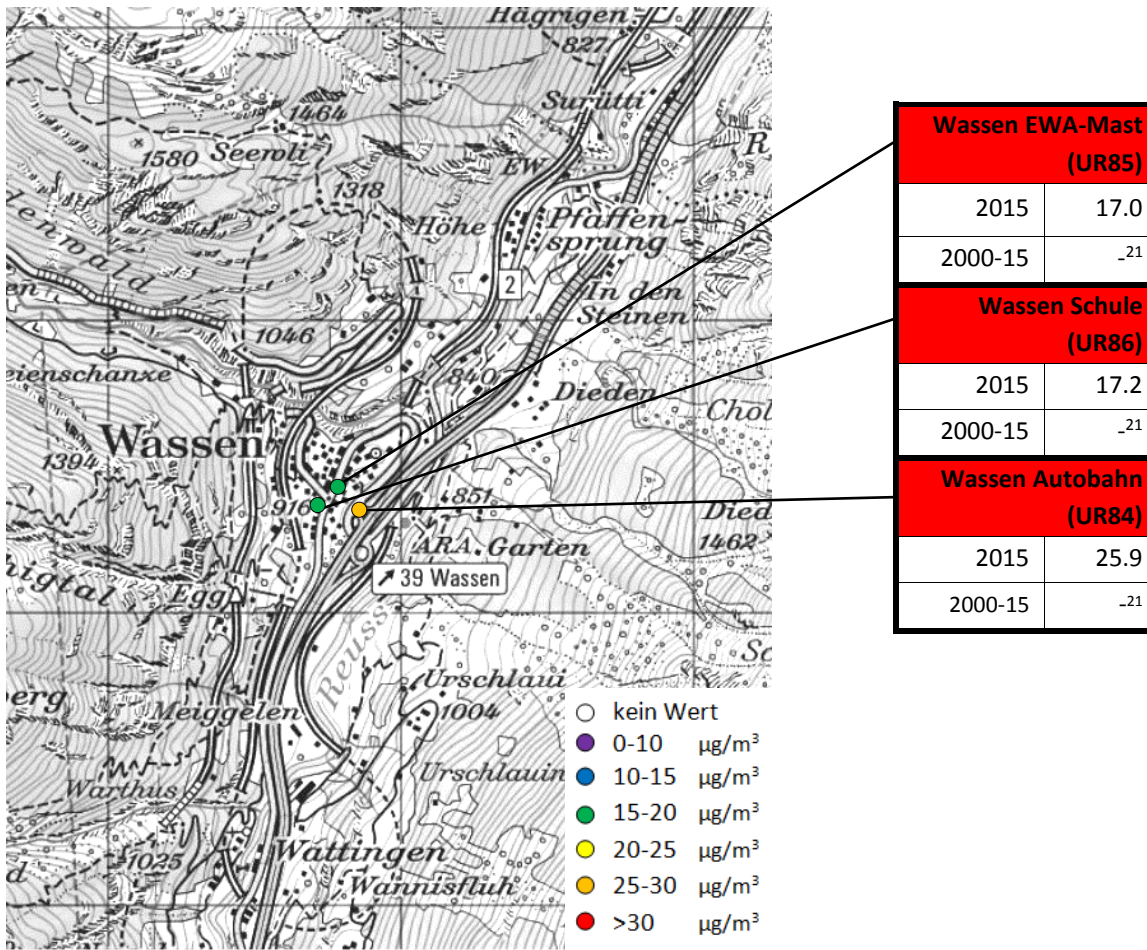 Hägrigen
827
Surütti
1464
R
1580
Seewli
EW
1318
Höhe
Pfaffen-
sprung
2
In den
Steinen
1046
840
eienschanze
Dieden
Chol
Wassen
1394
916
851
Died
ARA
Garten
1462
39 Wassen
Egg
Reuss
Sc
Urschlaui
berg
Meiggelen
1004
Urschlauin
Warthus
Wattingen
1025
d
Wannisfluh
kein Wert
0-10 µg/m³
10-15 µg/m³
15-20 µg/m³
20-25 µg/m³
25-30 µg/m³
>30 µg/m³
Wassen EWA-Mast
(UR85)
2015 17.0
2000-15 -²¹
Wassen Schule
(UR86)
2015 17.2
2000-15 -²¹
Wassen Autobahn
(UR84)
2015 25.9
2000-15 -²¹